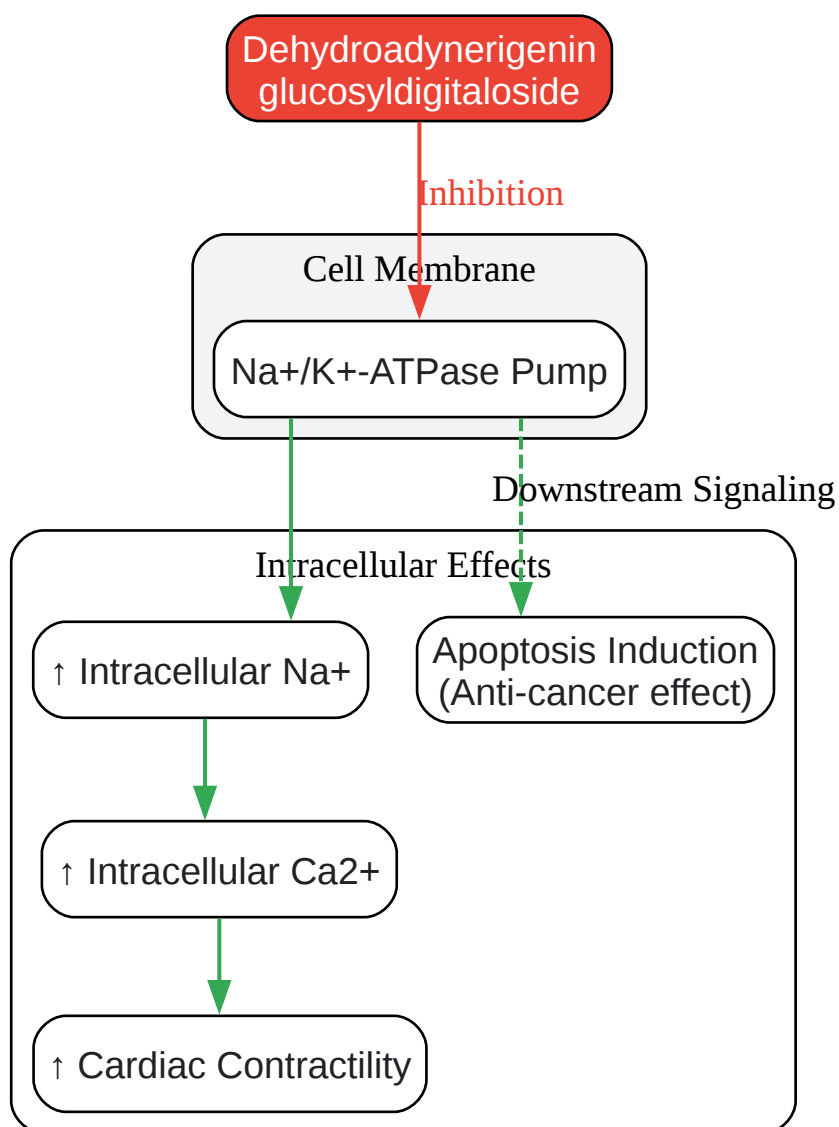 Dehydroadynerigenin
glucosyldigitaloside
Inhibition
Cell Membrane
Na+/K+-ATPase Pump
Downstream Signaling
Intracellular Effects
↑ Intracellular Na+
Apoptosis Induction
(Anti-cancer effect)
↑ Intracellular Ca2+
↑ Cardiac Contractility